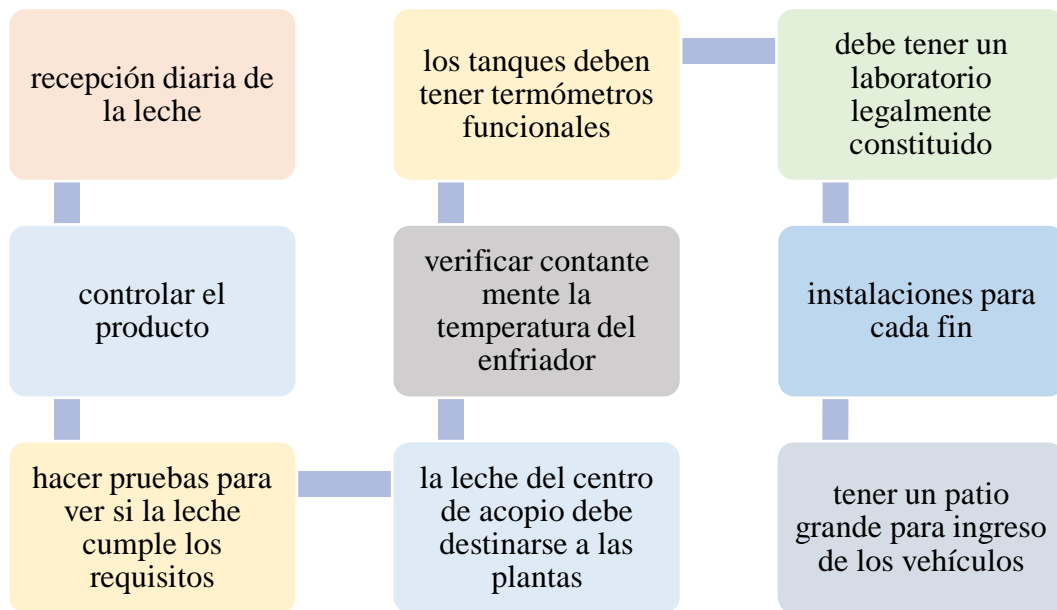 recepción diaria de
la leche
controlar el
producto
hacer pruebas para
ver si la leche
cumple los
requisitos
la leche del centro
de acopio debe
destinarse a las
plantas
verificar contante
mente la
temperatura del
enfriador
los tanques deben
tener termómetros
funcionales
debe tener un
laboratorio
legalmente
constituido
instalaciones para
cada fin
tener un patio
grande para ingreso
de los vehículos